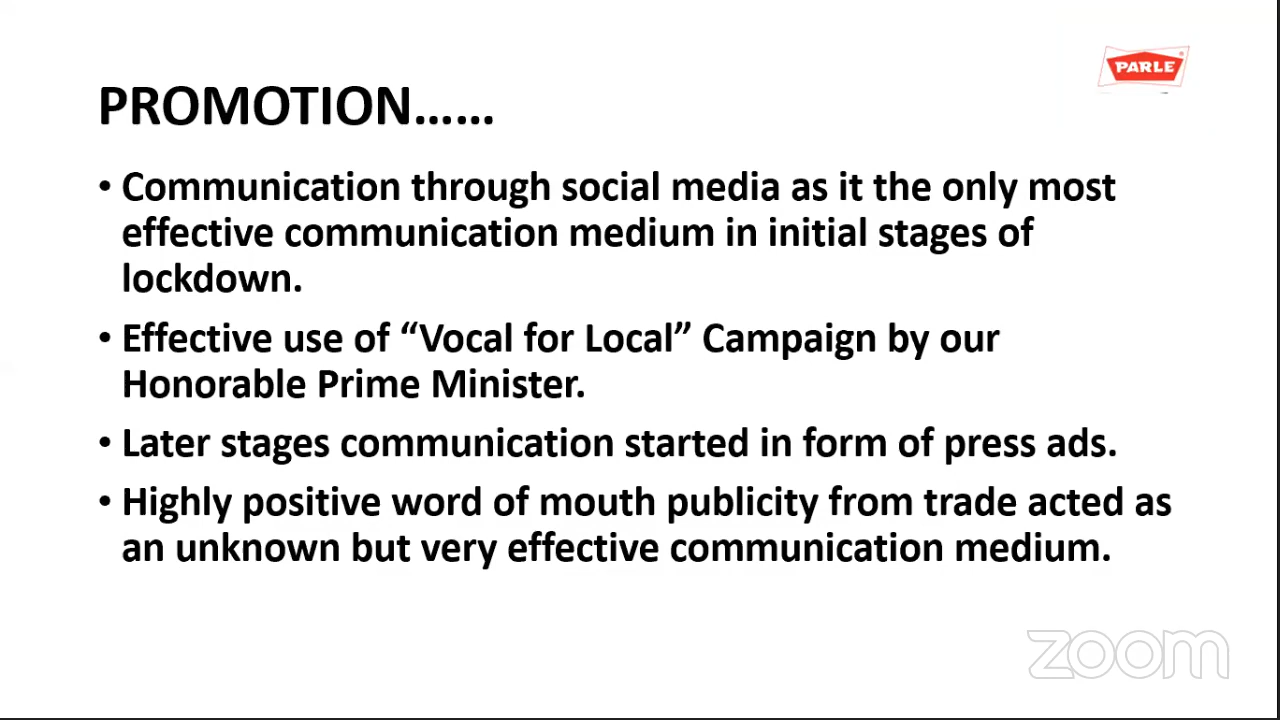 PARLE
PROMOTION……
• Communication through social media as it the only most
effective communication medium in initial stages of
lockdown.
• Effective use of “Vocal for Local” Campaign by our
Honorable Prime Minister.
• Later stages communication started in form of press ads.
• Highly positive word of mouth publicity from trade acted as
an unknown but very effective communication medium.
zoom